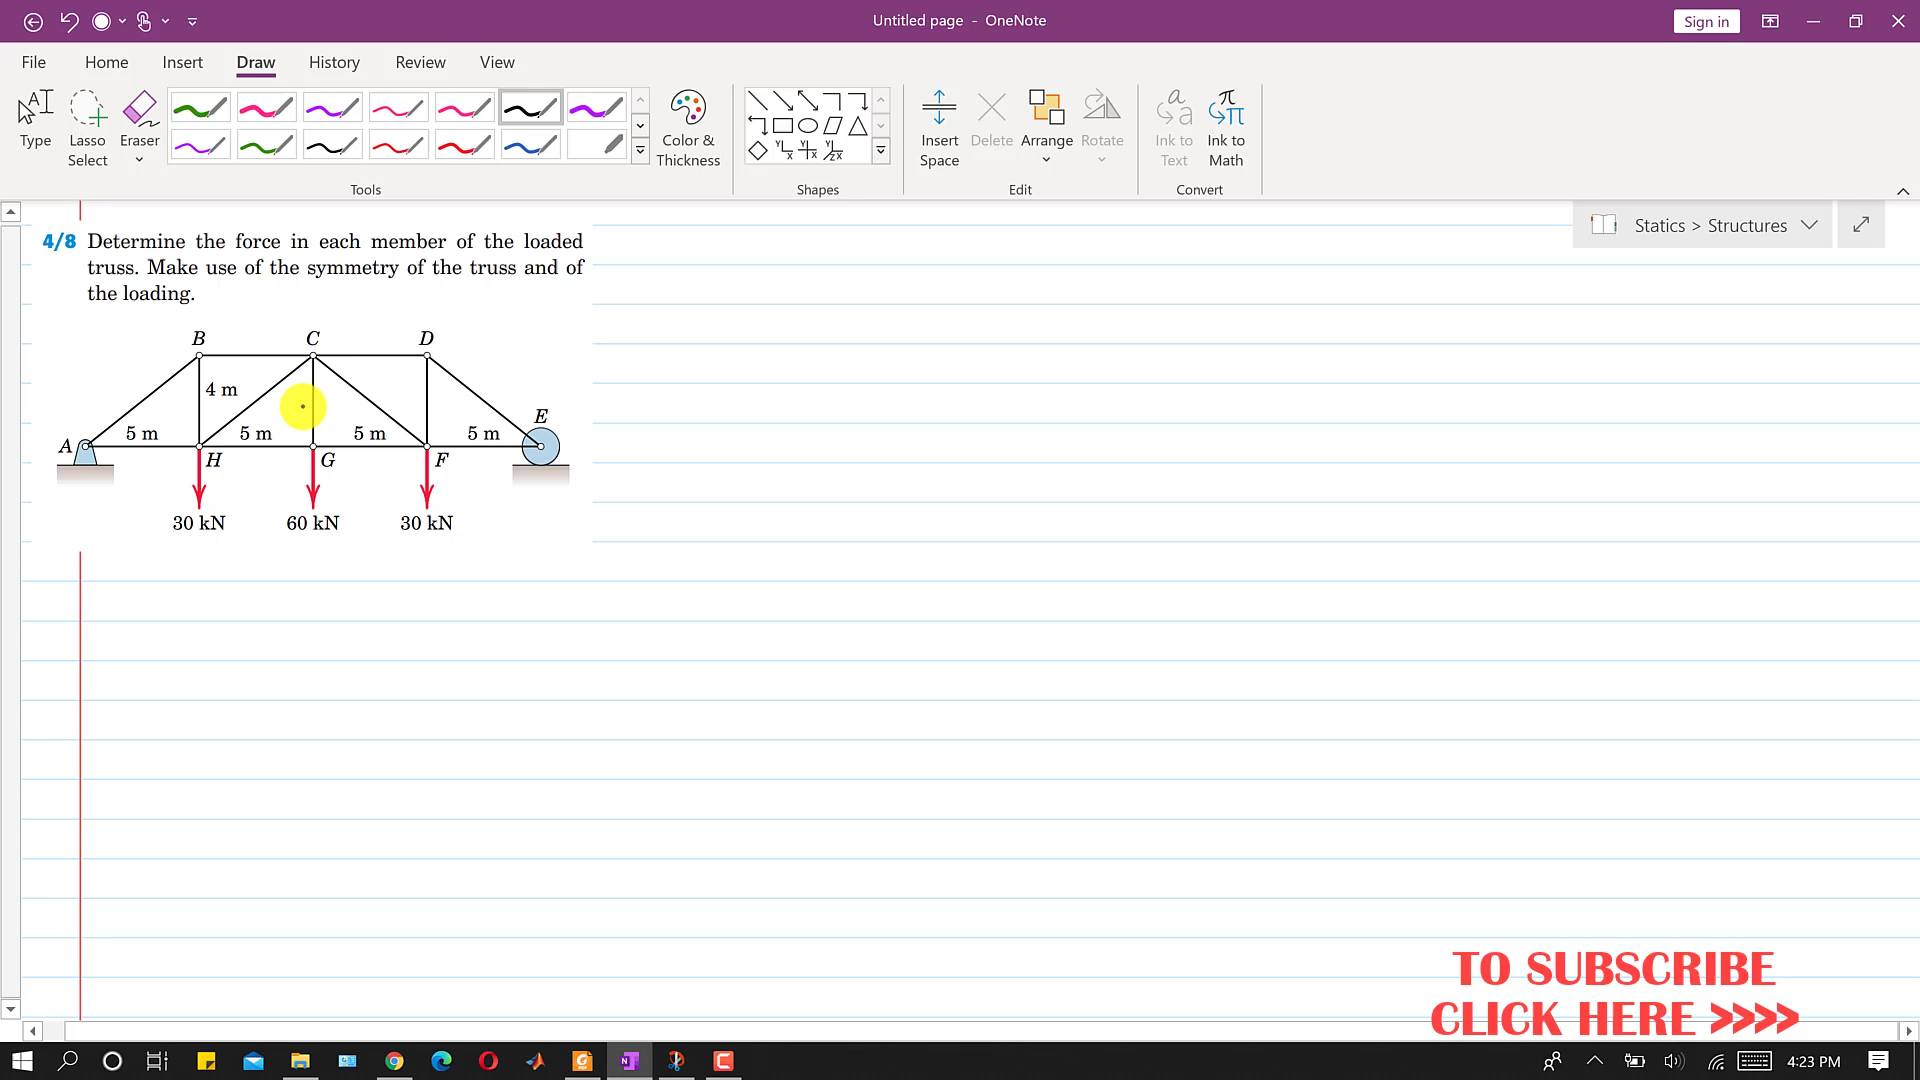 Untitled page - OneNote
Sign in
File Home Insert Draw History Review View
Type
Lasso Select
Eraser
Color & Thickness
Insert Space
Delete
Arrange
Rotate
Ink to Text
Ink to Math
Tools
Shapes
Edit
Convert
Statics > Structures
4/8 Determine the force in each member of the loaded
truss. Make use of the symmetry of the truss and of
the loading.
B C D
4 m
E
A 5 m 5 m 5 m 5 m
H G F
30 kN 60 kN 30 kN
TO SUBSCRIBE
CLICK HERE >>>>
4:23 PM